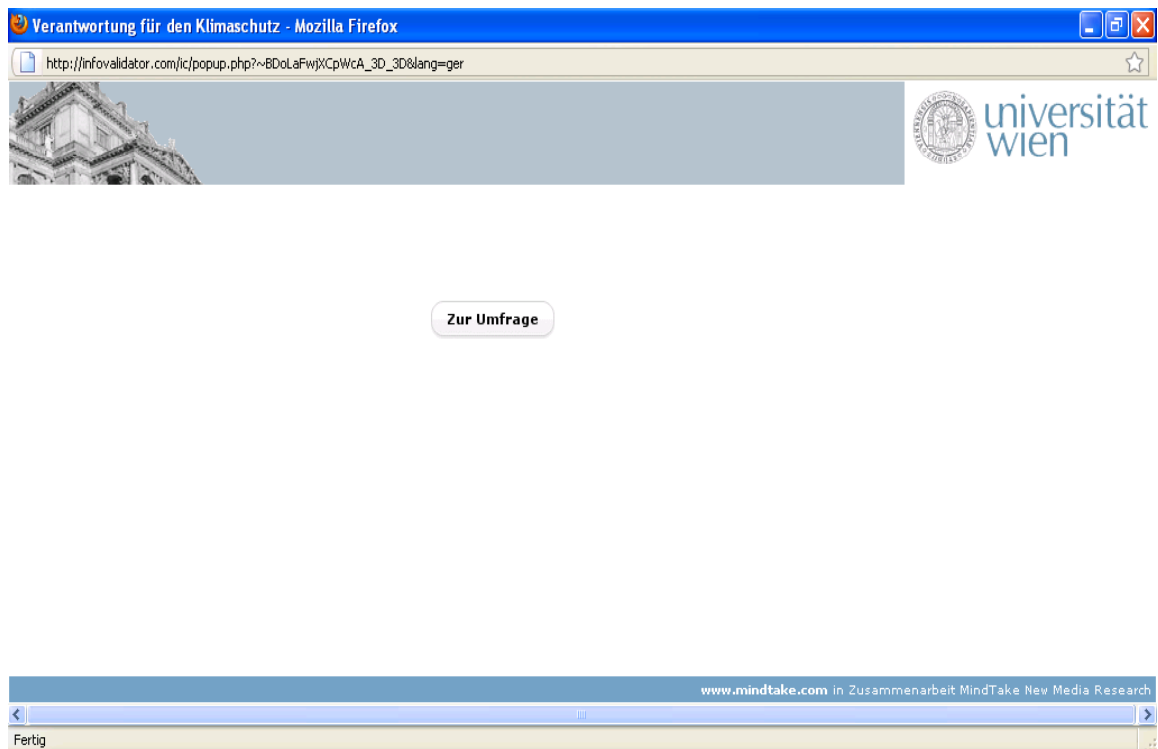 Verantwortung für den Klimaschutz - Mozilla Firefox
http://infovalidator.com/ic/popup.php?~BDoLaFwjXCpWcA_3D_3D&lang=ger
universität
wien
Zur Umfrage
www.mindtake.com in Zusammenarbeit MindTake New Media Research
Fertig